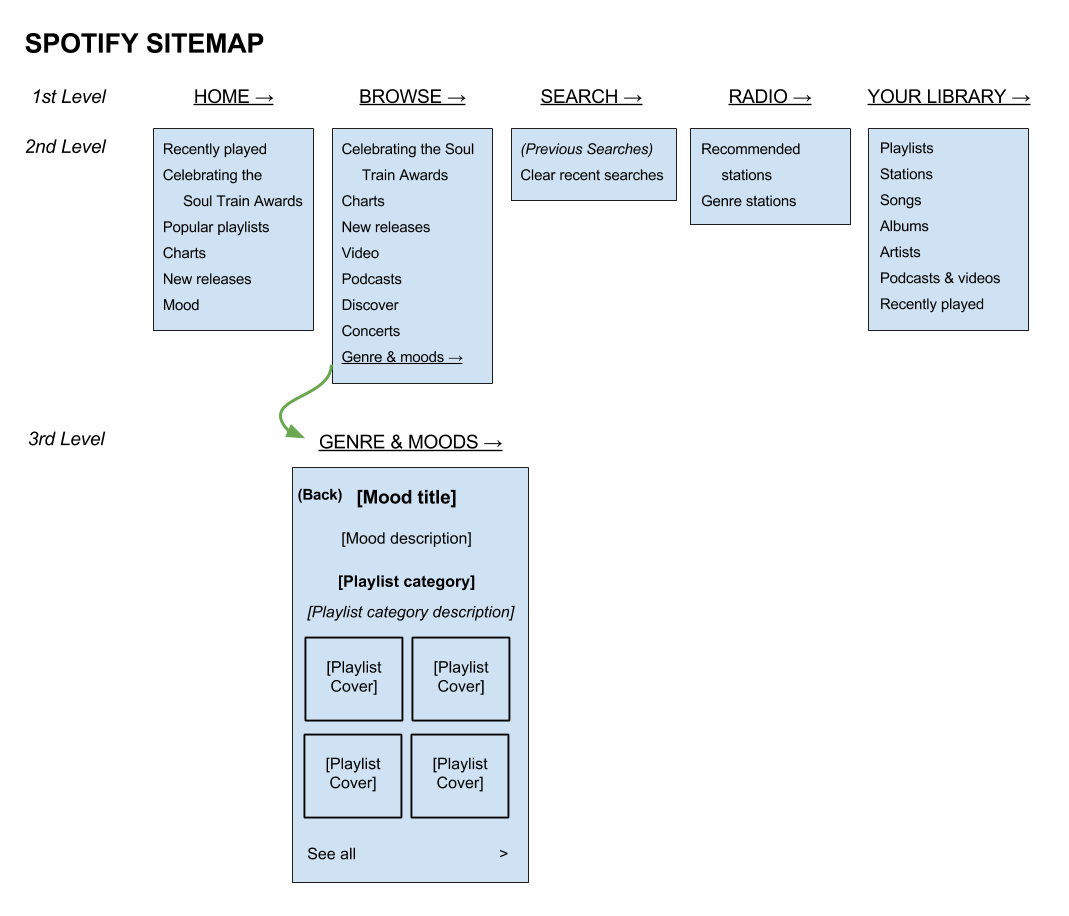 SPOTIFY SITEMAP
1st Level
HOME →
BROWSE →
SEARCH →
RADIO →
YOUR LIBRARY →
2nd Level
Recently played
Celebrating the
Soul Train Awards
Popular playlists
Charts
New releases
Mood
Celebrating the Soul
Train Awards
Charts
New releases
Video
Podcasts
Discover
Concerts
Genre & moods →
(Previous Searches)
Clear recent searches
Recommended
stations
Genre stations
Playlists
Stations
Songs
Albums
Artists
Podcasts & videos
Recently played
3rd Level
GENRE & MOODS →
(Back) [Mood title]
[Mood description]
[Playlist category]
[Playlist category description]
[Playlist
Cover]
[Playlist
Cover]
[Playlist
Cover]
[Playlist
Cover]
See all >